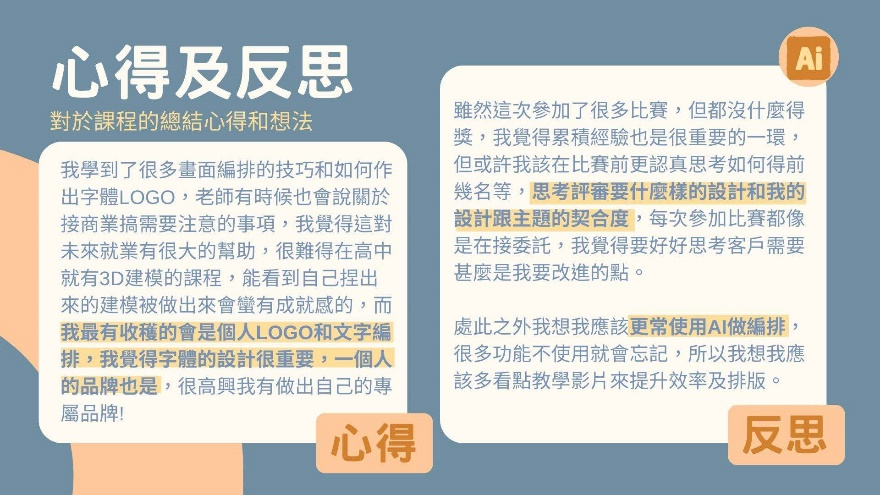 心得及反思
對於課程的總結心得和想法
我學到了很多畫面編排的技巧和如何作
出字體LOGO，老師有時候也會說關於
接商業搞需要注意的事項，我覺得這對
未來就業有很大的幫助，很難得在高中
就有3D建模的課程，能看到自己捏出
來的建模被做出來會蠻有成就感的，而
我最有收穫的會是個人LOGO和文字編
排，我覺得字體的設計很重要，一個人
的品牌也是，很高興我有做出自己的專
屬品牌!
心得
Ai
雖然這次參加了很多比賽，但都沒什麼得
獎，我覺得累積經驗也是很重要的一環，
但或許我該在比賽前更認真思考如何得前
幾名等，思考評審要什麼樣的設計和我的
設計跟主題的契合度，每次參加比賽都像
是在接委託，我覺得要好好思考客戶需要
甚麼是我要改進的點。
處此之外我想我應該更常使用AI做編排，
很多功能不使用就會忘記，所以我想我應
該多看點教學影片來提升效率及排版。
反思